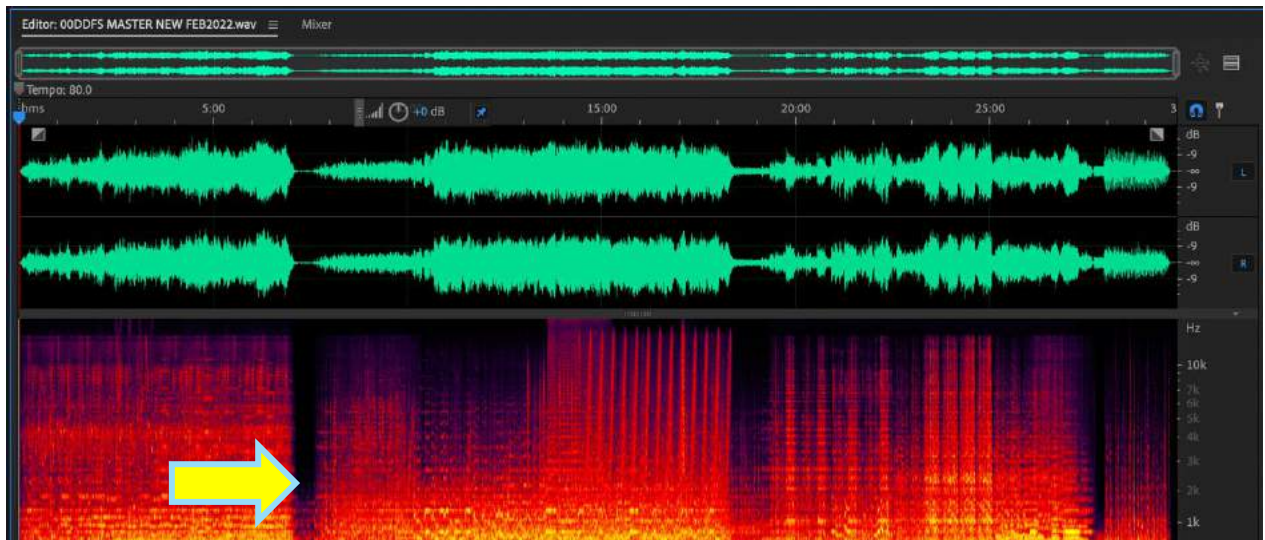 Editor: 00DDFS MASTER NEW FEB2022.wav Mixer
Tempo: 80.0
hms 5:00 +0 dB 15:00 20:00 25:00 3
dB
-9
-∞
-9
L
dB
-9
-∞
-9
R
Hz
10k
7k
6k
5k
4k
3k
2k
1k